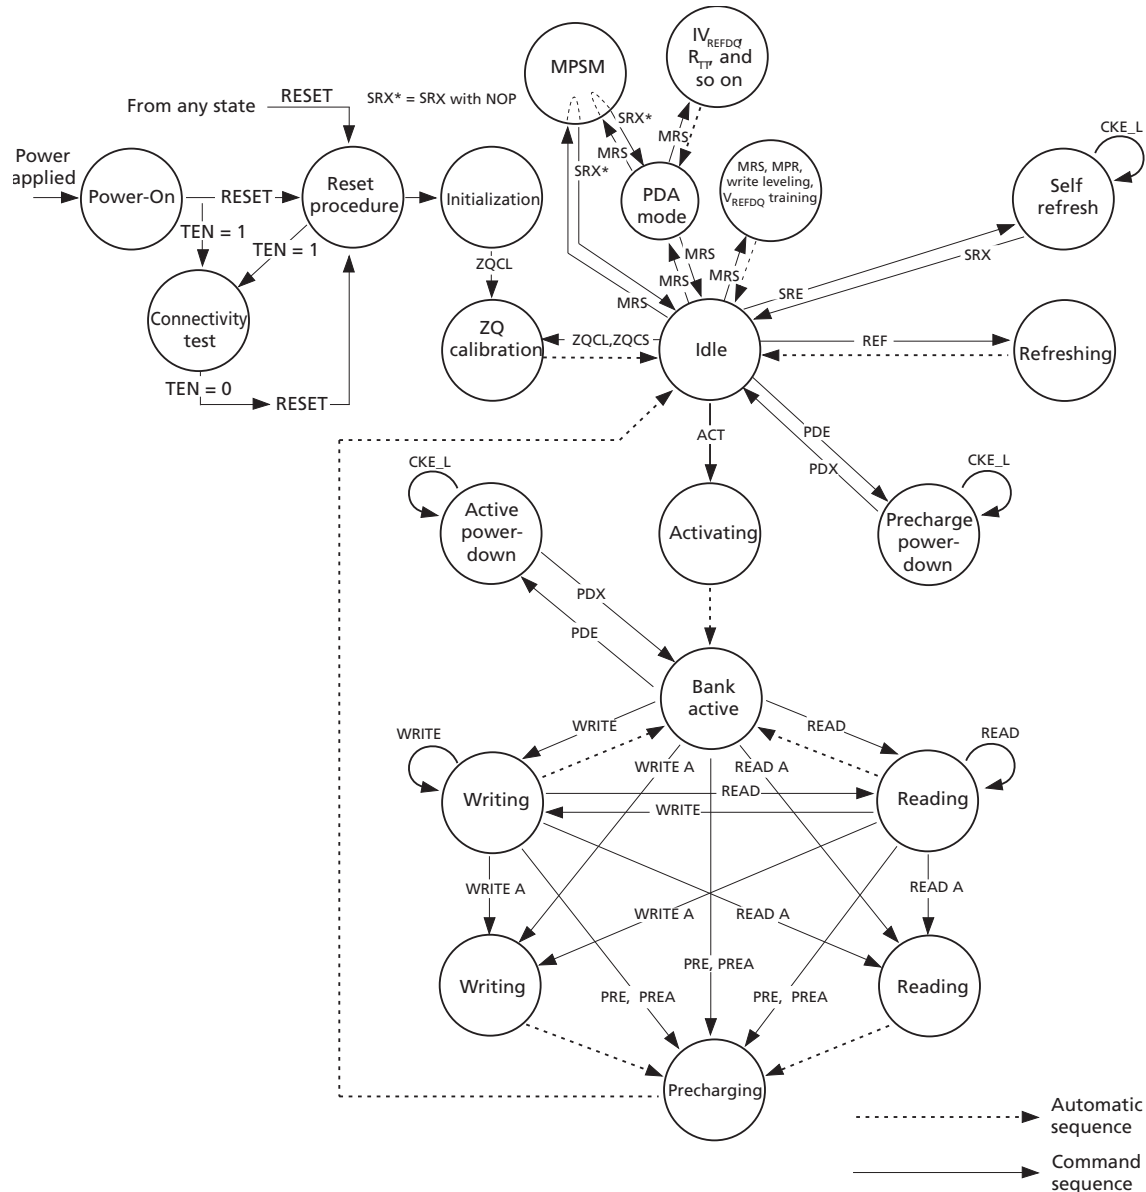 From any state
RESET
SRX* = SRX with NOP
MPSM
IVREFDQ,
RTT, and
so on
Power
applied
Power-On
RESET
Reset
procedure
Initialization
SRX*
MRS
MRS
SRX*
PDA
mode
MRS, MPR,
write leveling,
VREFDQ training
CKE_L
Self
refresh
TEN = 1
TEN = 1
ZQCL
MRS
MRS
MRS
MRS
SRE
SRX
Connectivity
test
ZQ
calibration
ZQCL,ZQCS
Idle
REF
Refreshing
TEN = 0
RESET
ACT
PDE
PDX
CKE_L
CKE_L
Active
power-
down
Activating
Precharge
power-
down
PDX
PDE
Bank
active
WRITE
WRITE
READ
READ
WRITE A
READ A
Writing
READ
WRITE
Reading
WRITE A
WRITE A
READ A
READ A
Writing
PRE, PREA
PRE, PREA
PRE, PREA
Reading
Precharging
Automatic
sequence
Command
sequence